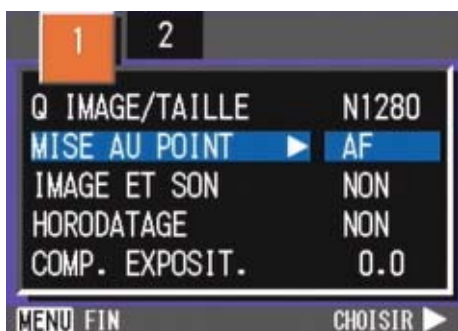 1 2
Q IMAGE/TAILLE N1280
MISE AU POINT ▶ AF
IMAGE ET SON NON
HORODATAGE NON
COMP. EXPOSIT. 0.0
MENU FIN CHOISIR ▶